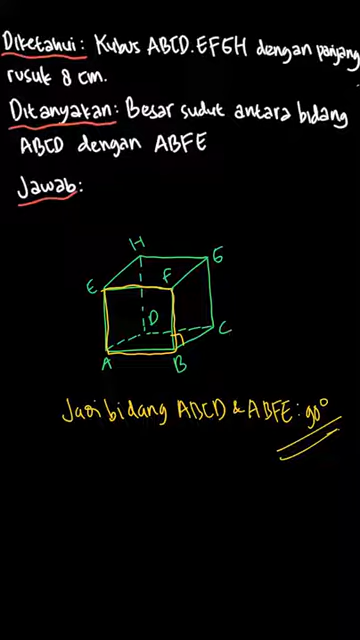 Diketahui: Kubus ABCD.EFGH dengan panjang
rusuk 8 cm.
Ditanyakan: Besar sudut antara bidang
ABCD dengan ABFE
Jawab:
H
G
E
F
D
C
A
B
Jadi bidang ABCD & ABFE: 90°